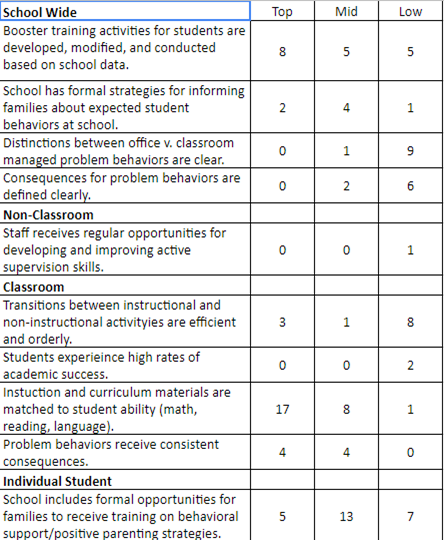 School Wide Top Mid Low
Booster training activities for students are
developed, modified, and conducted
based on school data. 8 5 5
School has formal strategies for informing
families about expected student
behaviors at school. 2 4 1
Distinctions between office v. classroom
managed problem behaviors are clear. 0 1 9
Consequences for problem behaviors are
defined clearly. 0 2 6
Non-Classroom
Staff receives regular opportunities for
developing and improving active
supervision skills. 0 0 1
Classroom
Transitions between instructional and
non-instructional activityies are efficient
and orderly. 3 1 8
Students experieince high rates of
academic success. 0 0 2
Instuction and curriculum materials are
matched to student ability (math,
reading, language). 17 8 1
Problem behaviors receive consistent
consequences. 4 4 0
Individual Student
School includes formal opportunities for
families to receive training on behavioral
support/positive parenting strategies. 5 13 7